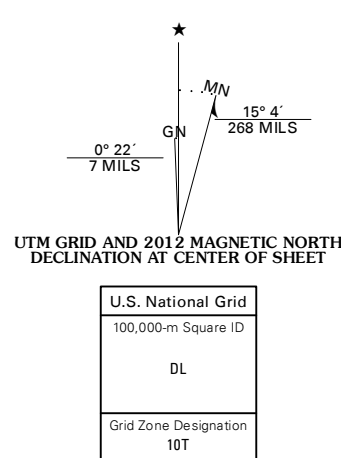 ★
MN
GN
15° 4´
268 MILS
0° 22´
7 MILS
UTM GRID AND 2012 MAGNETIC NORTH
DECLINATION AT CENTER OF SHEET
U.S. National Grid
100,000-m Square ID
DL
Grid Zone Designation
10T